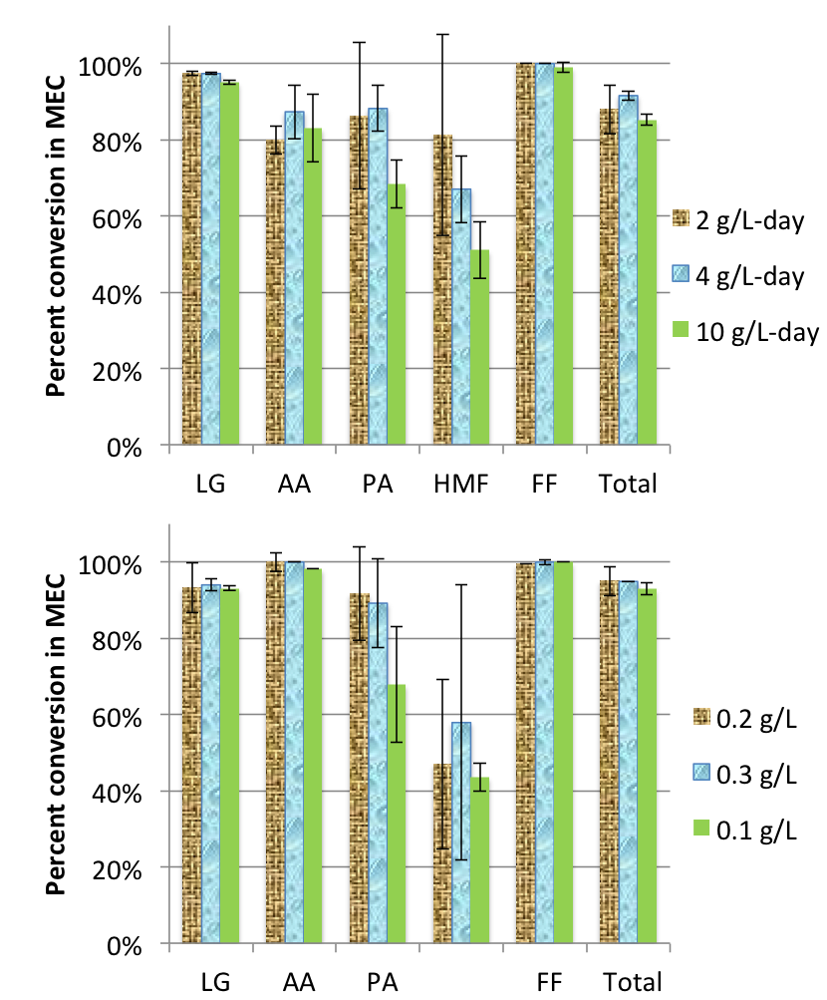 Percent conversion in MEC
100%
80%
60%
40%
20%
0%
LG AA PA HMF FF Total
2 g/L-day
4 g/L-day
10 g/L-day
Percent conversion in MEC
100%
80%
60%
40%
20%
0%
LG AA PA FF Total
0.2 g/L
0.3 g/L
0.1 g/L